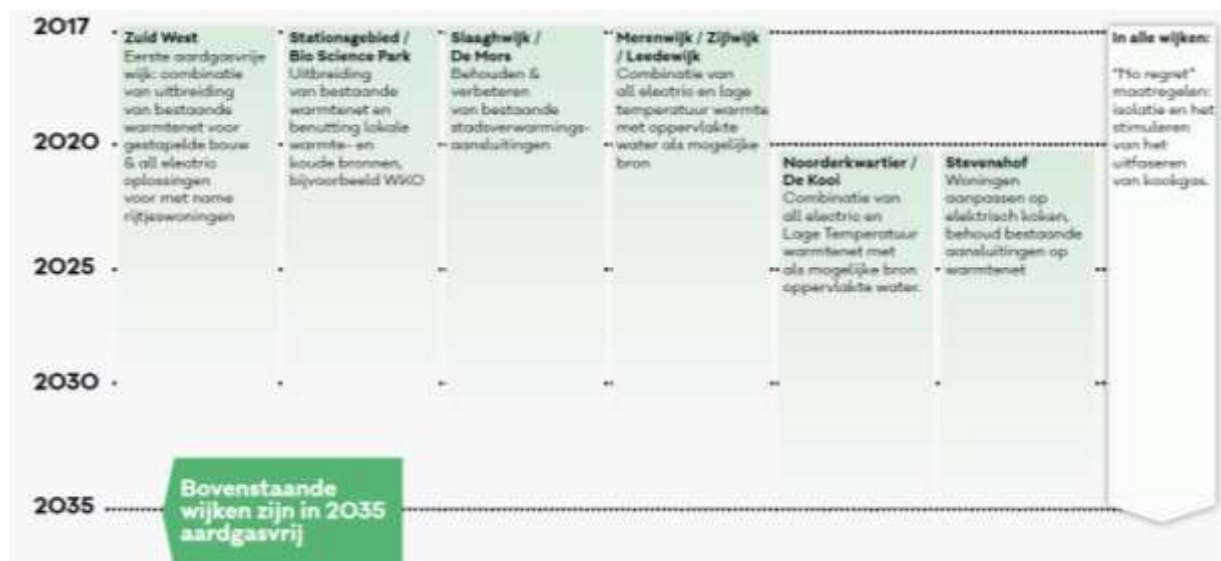 2017
Zuid West
Eerste aardgasvrije
wijk: combinatie
van uitbreiding
van bestaande
warmtenet voor
gestapelde bouw
& all electric
oplossingen
voor met name
rijtjeswoningen
Stationsgebied /
Bio Science Park
Uitbreiding
van bestaande
warmtenet en
benutting lokale
warmte- en
koude bronnen,
bijvoorbeeld WKO
Slaaghwijk /
De Mors
Behouden &
verbeteren
van bestaande
stadsverwarmings-
aansluitingen
Merenwijk / Zijlwijk
/ Leedewijk
Combinatie van
all electric en lage
temperatuur warmte
met oppervlakte
water als mogelijke
bron
In alle wijken:
"No regret"
maatregelen:
isolatie en het
stimuleren
van het
uitfaseren
van kookgas.
2020
Noorderkwartier /
De Kooi
Combinatie van
all electric en
Lage Temperatuur
warmtenet met
als mogelijke bron
oppervlakte water.
Stevenshof
Woningen
aanpassen op
elektrisch koken,
behoud bestaande
aansluitingen op
warmtenet
2025
2030
2035
Bovenstaande
wijken zijn in 2035
aardgasvrij